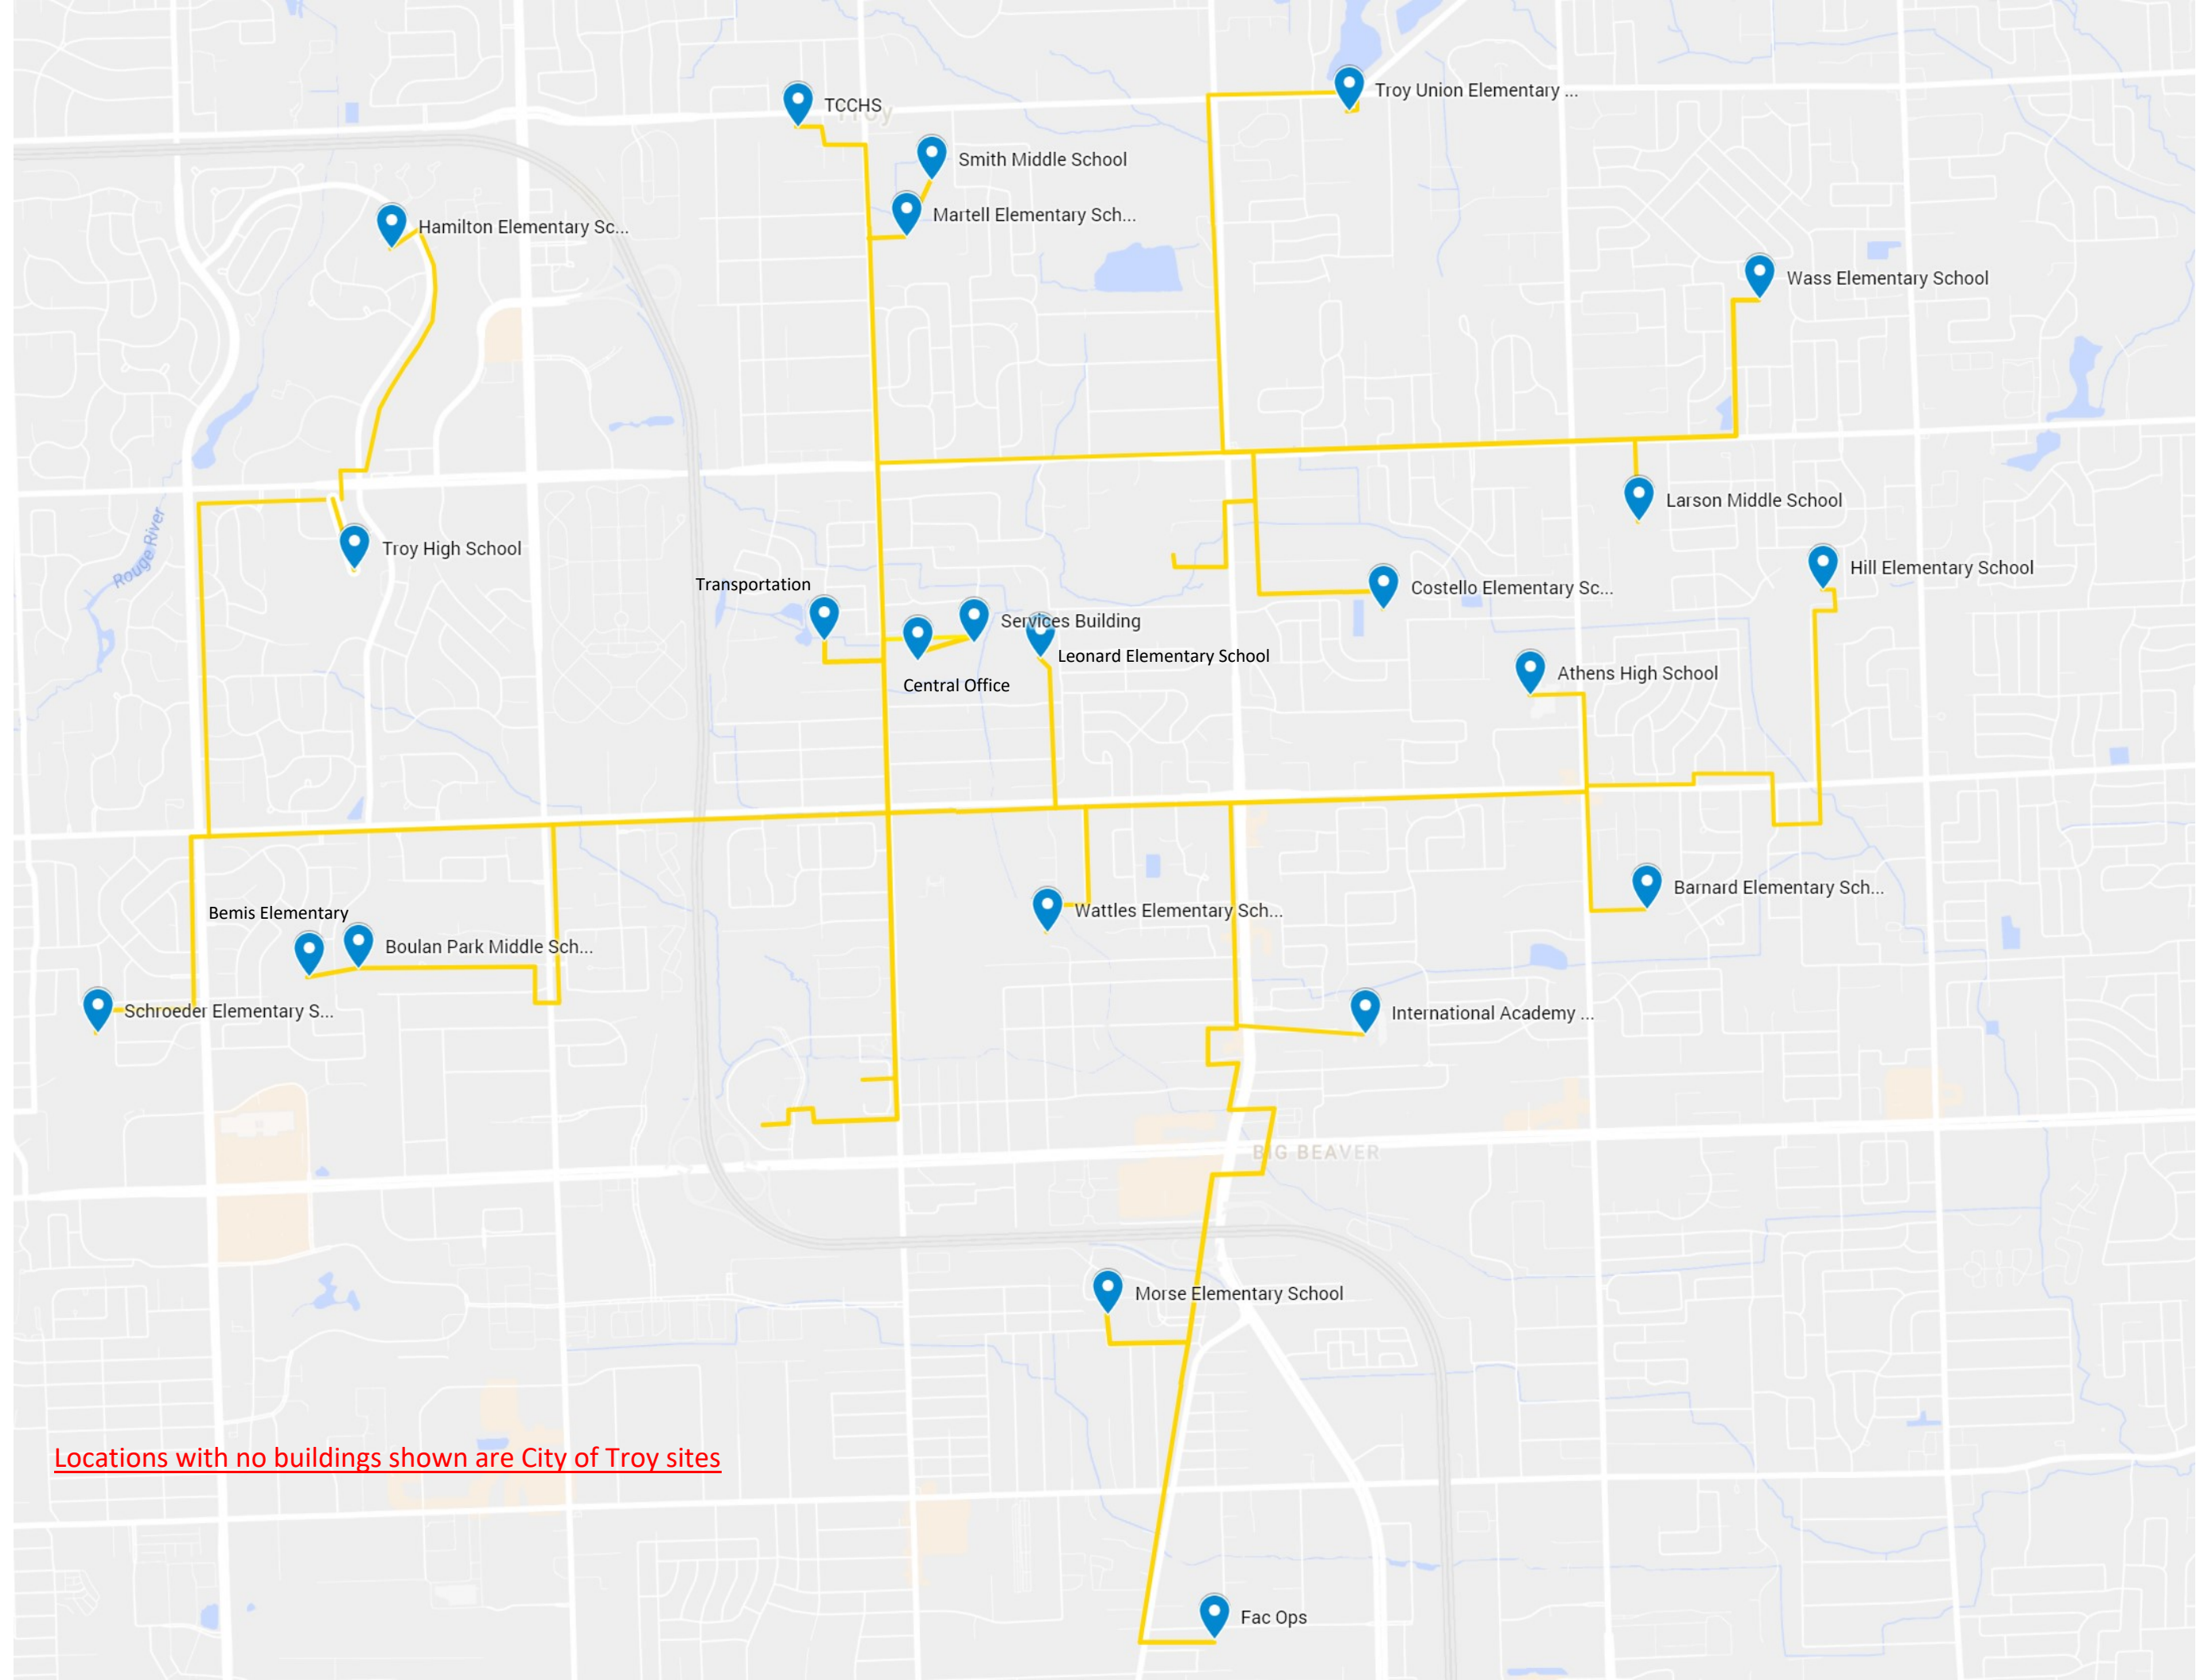 Troy Union Elementary ...
TCCHS
Troy
Smith Middle School
Martell Elementary Sch...
Hamilton Elementary Sc...
Wass Elementary School
Larson Middle School
Rouge River
Troy High School
Hill Elementary School
Transportation
Costello Elementary Sc...
Services Building
Leonard Elementary School
Athens High School
Central Office
Barnard Elementary Sch...
Bemis Elementary
Wattles Elementary Sch...
Boulan Park Middle Sch...
Schroeder Elementary S...
International Academy ...
BIG BEAVER
Morse Elementary School
Locations with no buildings shown are City of Troy sites
Fac Ops